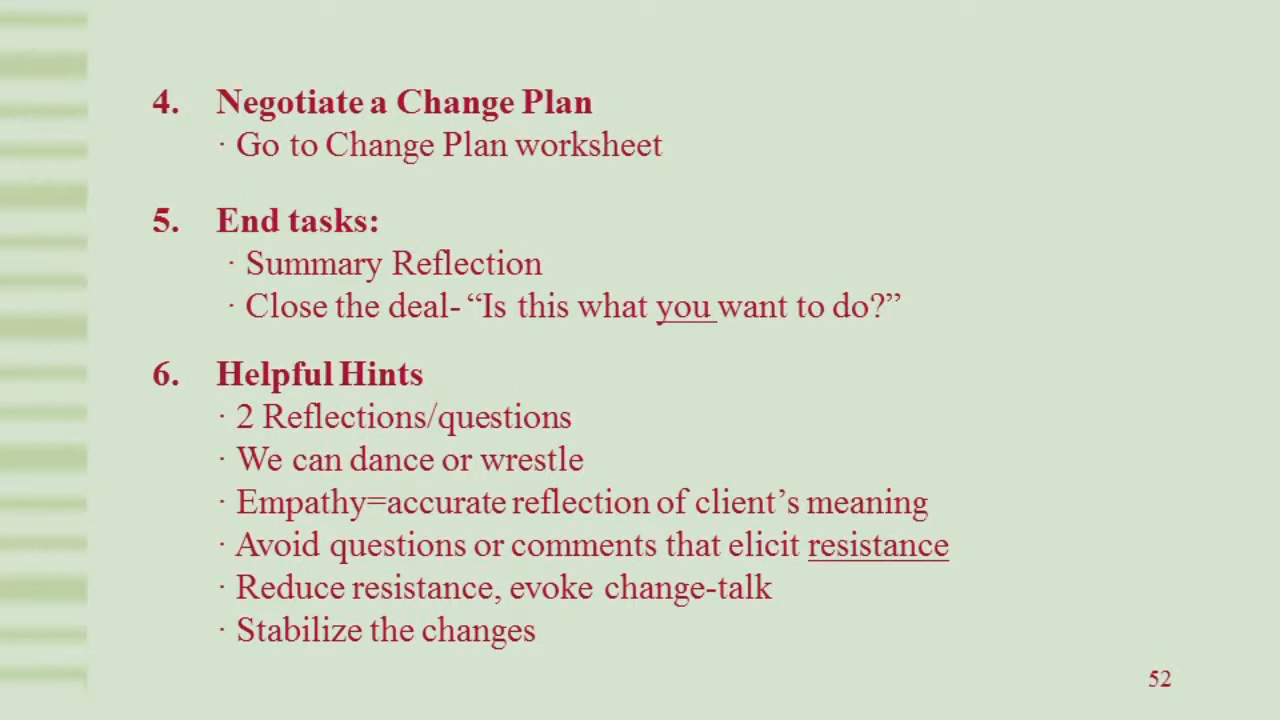 4. Negotiate a Change Plan
· Go to Change Plan worksheet
5. End tasks:
· Summary Reflection
· Close the deal- “Is this what you want to do?”
6. Helpful Hints
· 2 Reflections/questions
· We can dance or wrestle
· Empathy=accurate reflection of client’s meaning
· Avoid questions or comments that elicit resistance
· Reduce resistance, evoke change-talk
· Stabilize the changes
52